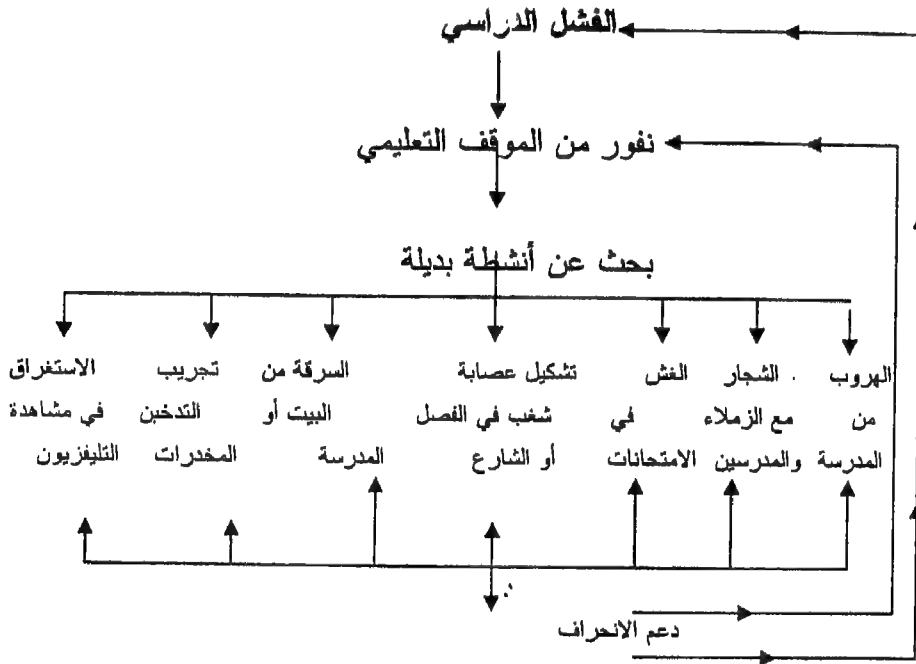 الفشل الدراسي
نفور من الموقف التعليمي
بحث عن أنشطة بديلة
الهروب
من
المدرسة
الشجار
مع الزملاء
والمدرسين
الغش
في
الامتحانات
تشكيل عصابة
شغب في الفصل
أو الشارع
السرقة من
البيت أو
المدرسة
تجريب
التدخين
المخدرات
الاستغراق
في مشاهدة
التليفزيون
دعم الانحراف